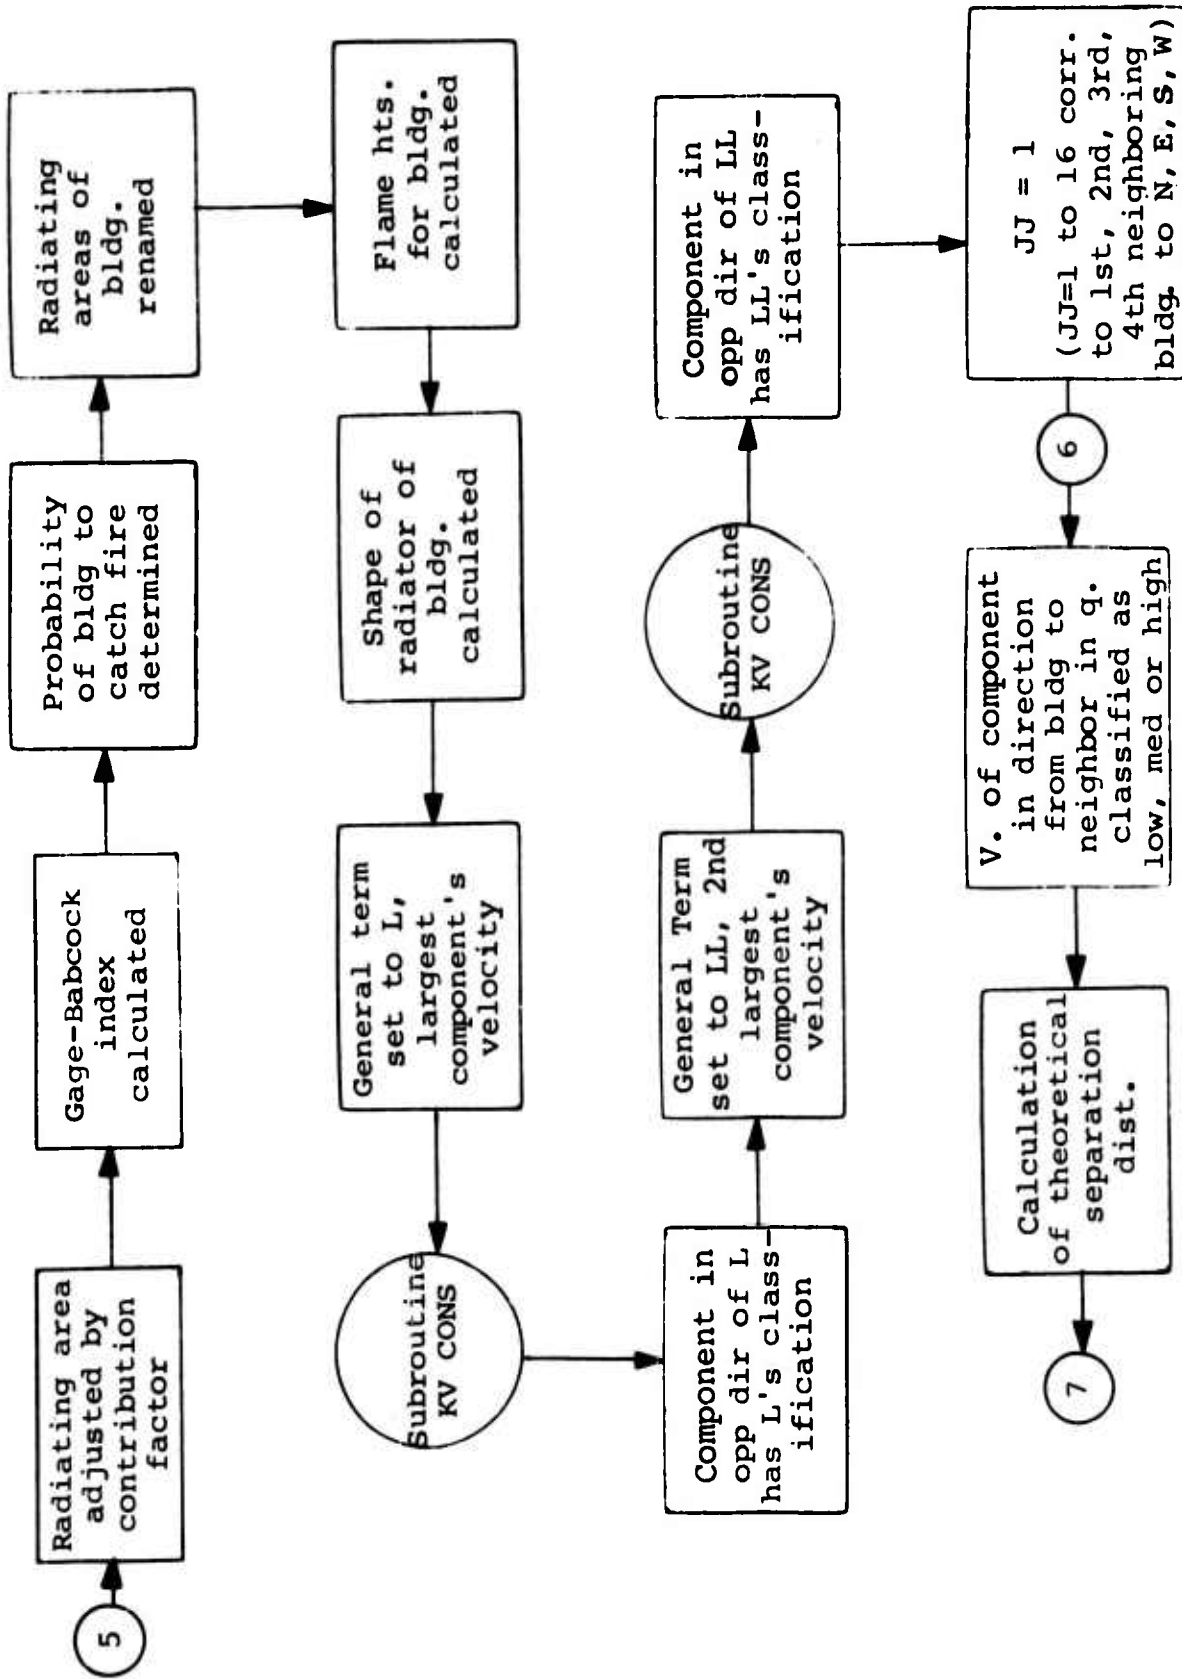 5
Radiating area
adjusted by
contribution
factor
Gage-Babcock
index
calculated
Probability
of bldg to
catch fire
determined
Radiating
areas of
bldg.
renamed
Flame hts.
for bldg.
calculated
Shape of
radiator of
bldg.
calculated
General term
set to L,
largest
component's
velocity
Subroutine
KV CONS
Component in
opp dir of L
has L's class-
ification
General Term
set to LL, 2nd
largest
component's
velocity
Subroutine
KV CONS
Component in
opp dir of LL
has LL's class-
ification
JJ = 1
(JJ=1 to 16 corr.
to 1st, 2nd, 3rd,
4th neighboring
bldg. to N, E, S, W)
6
V. of component
in direction
from bldg to
neighbor in q.
classified as
low, med or high
Calculation
of theoretical
separation
dist.
7